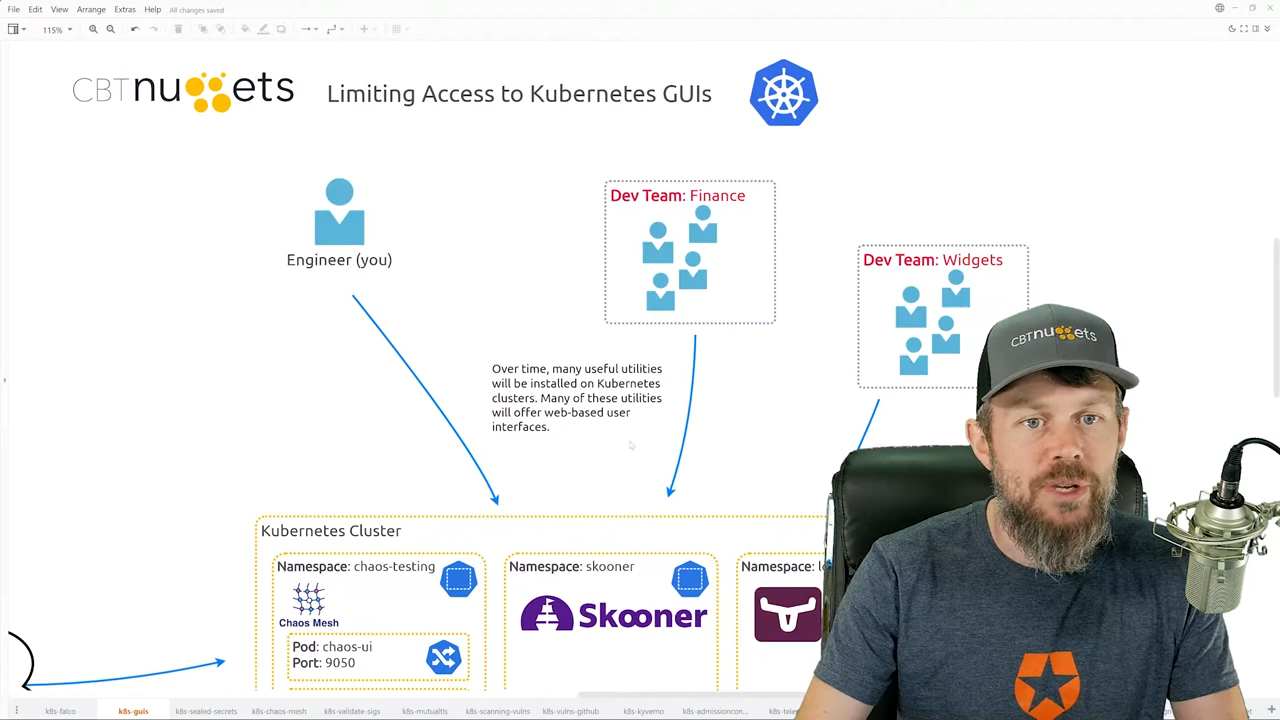 File Edit View Arrange Extras Help All changes saved
115%
CBTnuggets
Limiting Access to Kubernetes GUIs
Dev Team: Finance
Engineer (you)
Dev Team: Widgets
CBTnuggets
Over time, many useful utilities
will be installed on Kubernetes
clusters. Many of these utilities
will offer web-based user
interfaces.
Kubernetes Cluster
Namespace: chaos-testing
Chaos Mesh
Pod: chaos-ui
Port: 9050
Namespace: skooner
Skooner
Namespace:
k8s-falco k8s-guis k8s-sealed-secrets k8s-chaos-mesh k8s-validate-sigs k8s-mutualtls k8s-scanning-vulns k8s-vulns-github k8s-kyverno k8s-admissioncon...